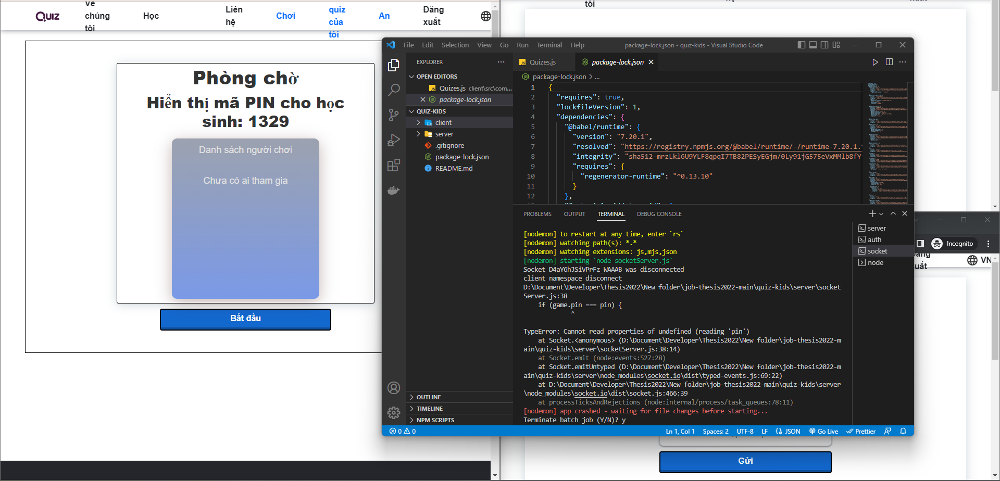 tôi
QUIZ
Về chúng tôi
Học
Liên hệ
Chơi
quiz của tôi
An
Đăng xuất
Phòng chờ
Hiển thị mã PIN cho học
sinh: 1329
Danh sách người chơi
Chưa có ai tham gia
Bắt đầu
File Edit Selection View Go Run Terminal Help
package-lock.json - quiz-kids - Visual Studio Code
EXPLORER
OPEN EDITORS
Quizes.js client\src\com...
package-lock.json
QUIZ-KIDS
client
server
.gitignore
package-lock.json
README.md
OUTLINE
TIMELINE
NPM SCRIPTS
Quizes.js
package-lock.json
package-lock.json > ...
1 {
2 "requires": true,
3 "lockfileVersion": 1,
4 "dependencies": {
5 "@babel/runtime": {
6 "version": "7.20.1",
7 "resolved": "https://registry.npmjs.org/@babel/runtime/-/runtime-7.20.1.
8 "integrity": "sha512-mrzLkl6U9YLF8qpqI7TB82PESyEGjm/0Ly91jG575eVxMMlb8fY
9 "requires": {
10 "regenerator-runtime": "^0.13.10"
11 }
12 },
PROBLEMS OUTPUT TERMINAL DEBUG CONSOLE
[nodemon] to restart at any time, enter `rs`
[nodemon] watching path(s): *.*
[nodemon] watching extensions: js,mjs,json
[nodemon] starting `node socketServer.js`
Socket D4aY6hJSiVPrFz_WAAAB was disconnected
client namespace disconnect
D:\Document\Developer\Thesis2022\New folder\job-thesis2022-main\quiz-kids\server\socket
Server.js:38
if (game.pin === pin) {
^
TypeError: Cannot read properties of undefined (reading 'pin')
at Socket.<anonymous> (D:\Document\Developer\Thesis2022\New folder\job-thesis2022-m
ain\quiz-kids\server\socketServer.js:38:14)
at Socket.emit (node:events:527:28)
at Socket.emitUntyped (D:\Document\Developer\Thesis2022\New folder\job-thesis2022-m
ain\quiz-kids\server\node_modules\socket.io\dist\typed-events.js:69:22)
at D:\Document\Developer\Thesis2022\New folder\job-thesis2022-main\quiz-kids\server
\node_modules\socket.io\dist\socket.js:466:39
at processTicksAndRejections (node:internal/process/task_queues:78:11)
[nodemon] app crashed - waiting for file changes before starting...
Terminate batch job (Y/N)? y
server
auth
socket
node
0 0
Ln 1, Col 1 Spaces: 2 UTF-8 LF JSON Go Live Prettier
Incognito
VN
Gửi